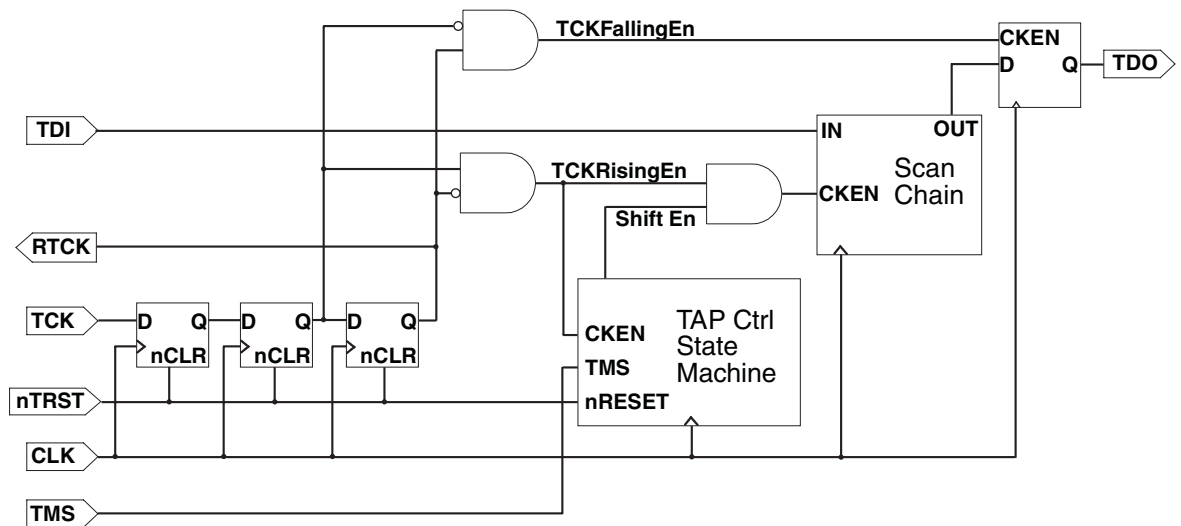 TCKFallingEn
CKEN
D Q
TDO
TDI
IN OUT
Scan
Chain
CKEN
TCKRisingEn
Shift En
RTCK
TCK
D Q
nCLR
D Q
nCLR
D Q
nCLR
TAP Ctrl
State
Machine
CKEN
TMS
nRESET
nTRST
CLK
TMS